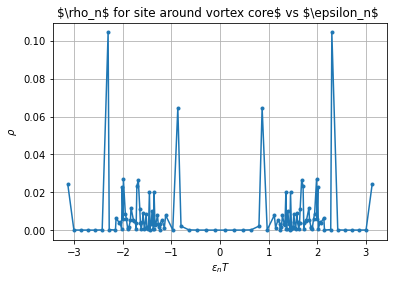 $\rho_n$ for site around vortex core$ vs $\epsilon_n$
0.10
0.08
0.06
0.04
0.02
0.00
ρ
−3 −2 −1 0 1 2 3
ε_nT